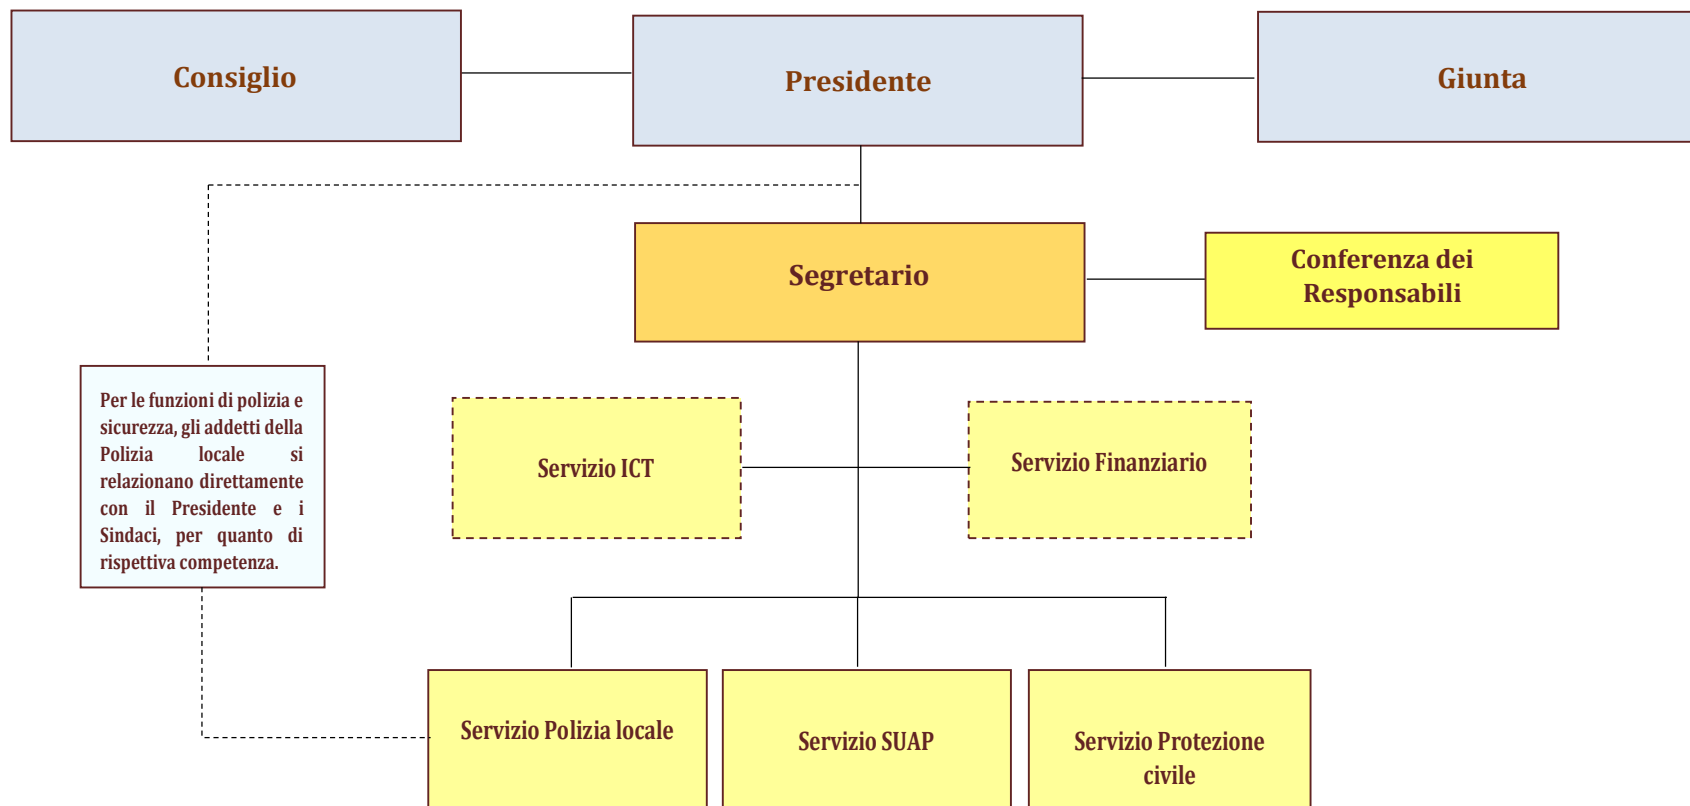 Consiglio
Presidente
Giunta
Segretario
Conferenza dei
Responsabili
Per le funzioni di polizia e
sicurezza, gli addetti della
Polizia locale si
relazionano direttamente
con il Presidente e i
Sindaci, per quanto di
rispettiva competenza.
Servizio ICT
Servizio Finanziario
Servizio Polizia locale
Servizio SUAP
Servizio Protezione
civile